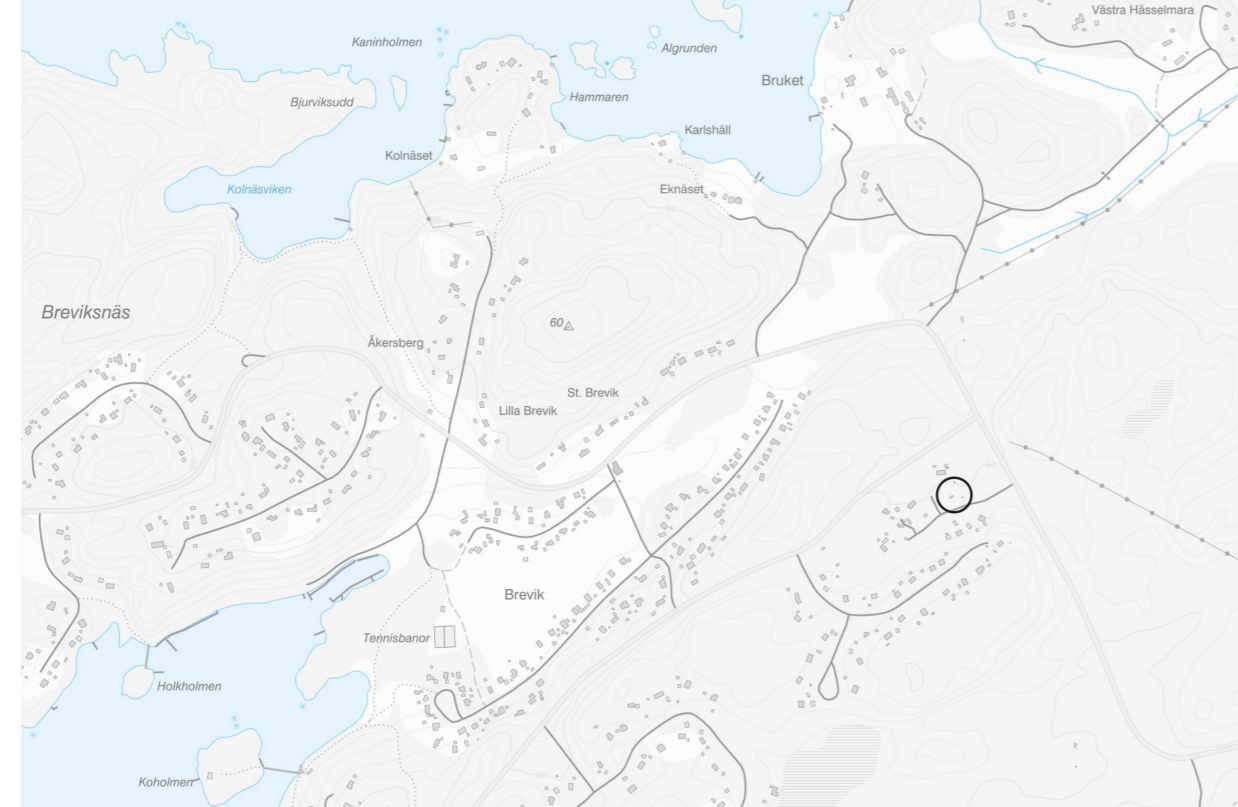 Västra Hässelmara
Kaninholmen
Algrunden
Bruket
Bjurviksudd
Hammaren
Karlshäll
Kolnäset
Kolnäsviken
Eknäset
Breviksnäs
60
Åkersberg
St. Brevik
Lilla Brevik
Brevik
Tennisbanor
Holkholmen
Koholmen
R
R
R
R